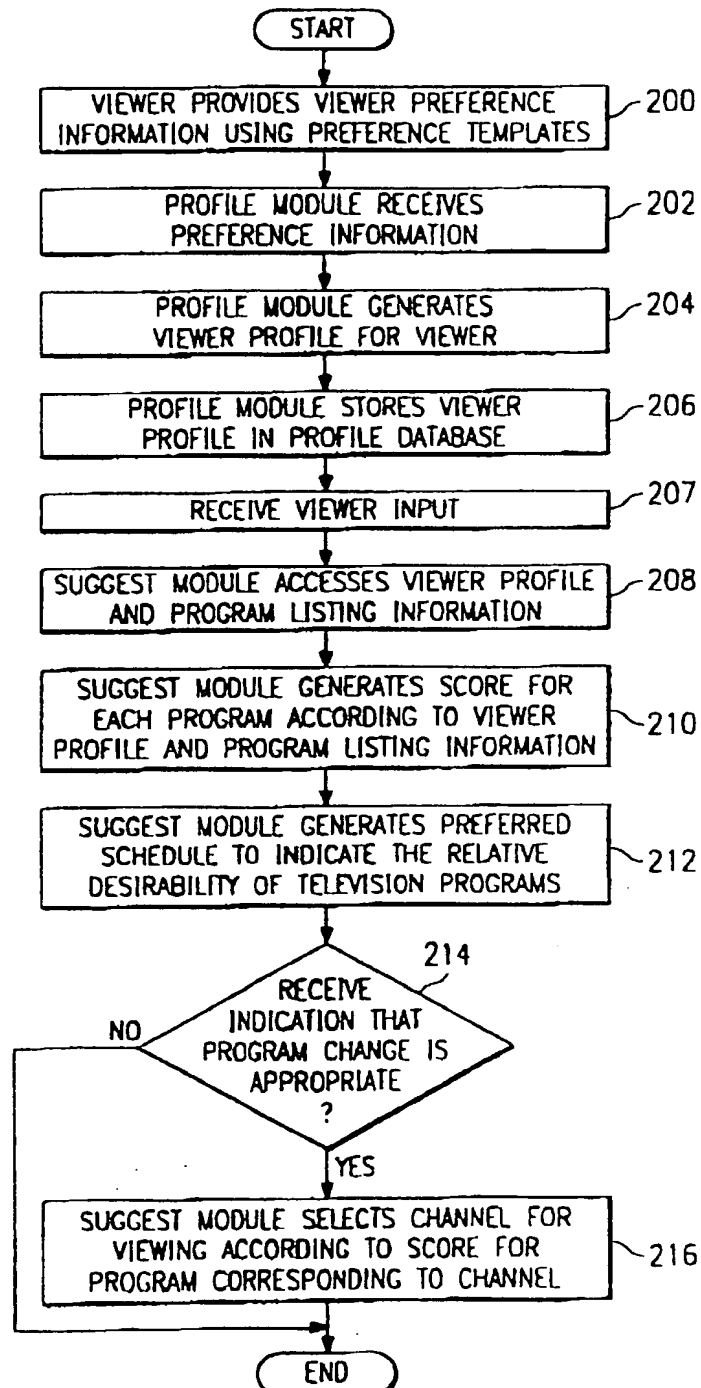 START
VIEWER PROVIDES VIEWER PREFERENCE
INFORMATION USING PREFERENCE TEMPLATES
200
PROFILE MODULE RECEIVES
PREFERENCE INFORMATION
202
PROFILE MODULE GENERATES
VIEWER PROFILE FOR VIEWER
204
PROFILE MODULE STORES VIEWER
PROFILE IN PROFILE DATABASE
206
RECEIVE VIEWER INPUT
207
SUGGEST MODULE ACCESSES VIEWER PROFILE
AND PROGRAM LISTING INFORMATION
208
SUGGEST MODULE GENERATES SCORE FOR
EACH PROGRAM ACCORDING TO VIEWER
PROFILE AND PROGRAM LISTING INFORMATION
210
SUGGEST MODULE GENERATES PREFERRED
SCHEDULE TO INDICATE THE RELATIVE
DESIRABILITY OF TELEVISION PROGRAMS
212
214
RECEIVE
INDICATION THAT
PROGRAM CHANGE IS
APPROPRIATE
?
NO
YES
SUGGEST MODULE SELECTS CHANNEL FOR
VIEWING ACCORDING TO SCORE FOR
PROGRAM CORRESPONDING TO CHANNEL
216
END